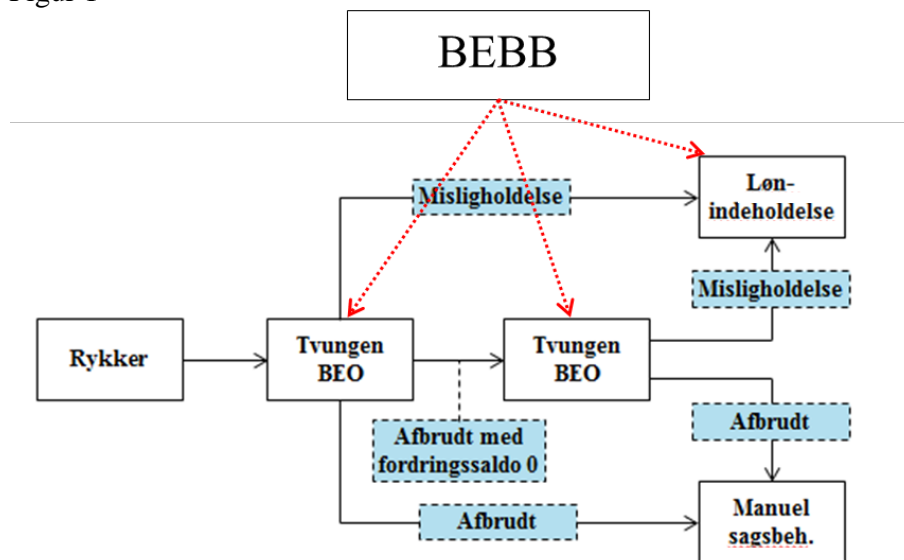 Figur 1
BEBB
Misligholdelse
Løn-
indeholdelse
Misligholdelse
Rykker
Tvungen
BEO
Tvungen
BEO
Afbrudt med
fordringssaldo 0
Afbrudt
Afbrudt
Manuel
sagsbeh.